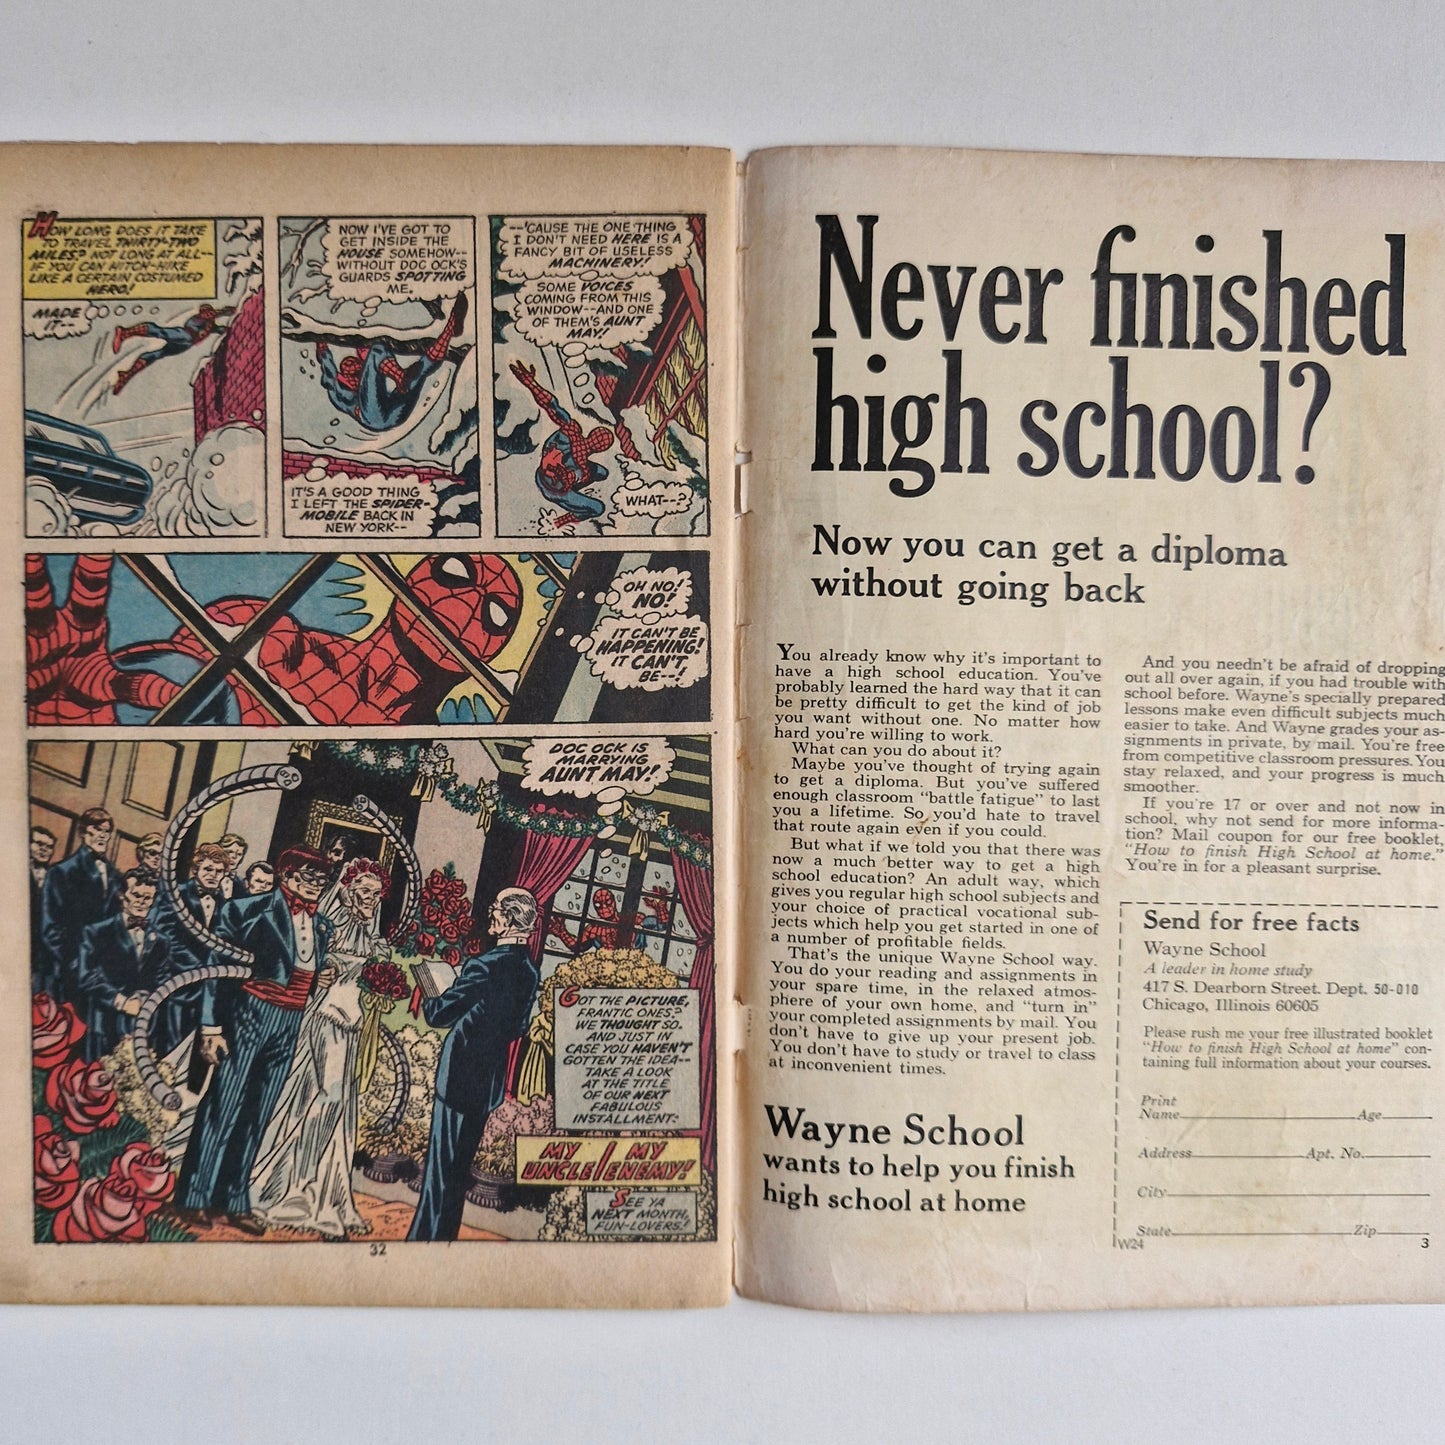 HOW LONG DOES IT TAKE
TO TRAVEL THIRTY-TWO
MILES? NOT LONG AT ALL--
IF YOU CAN HITCH-HIKE
LIKE A CERTAIN COSTUMED
HERO!
MADE
IT--
NOW I'VE GOT TO
GET INSIDE THE
HOUSE SOMEHOW--
WITHOUT DOC OCK'S
GUARDS SPOTTING
ME.
IT'S A GOOD THING
I LEFT THE SPIDER-
MOBILE BACK IN
NEW YORK--
--'CAUSE THE ONE THING
I DON'T NEED HERE IS A
FANCY BIT OF USELESS
MACHINERY!
SOME VOICES
COMING FROM THIS
WINDOW--AND ONE
OF THEM'S AUNT
MAY!
WHAT--?
OH NO!
NO!
IT CAN'T BE
HAPPENING!
IT CAN'T
BE--!
DOC OCK IS
MARRYING
AUNT MAY!
GOT THE PICTURE,
FRANTIC ONES?
WE THOUGHT SO.
AND JUST IN
CASE YOU HAVEN'T
GOTTEN THE IDEA--
TAKE A LOOK
AT THE TITLE
OF OUR NEXT
FABULOUS
INSTALLMENT:
MY
UNCLE
/
MY
ENEMY!
SEE YA
NEXT MONTH,
FUN-LOVERS!
32
Never finished
high school?
Now you can get a diploma
without going back
You already know why it's important to
have a high school education. You've
probably learned the hard way that it can
be pretty difficult to get the kind of job
you want without one. No matter how
hard you're willing to work.
What can you do about it?
Maybe you've thought of trying again
to get a diploma. But you've suffered
enough classroom "battle fatigue" to last
you a lifetime. So you'd hate to travel
that route again even if you could.
But what if we told you that there was
now a much better way to get a high
school education? An adult way, which
gives you regular high school subjects and
your choice of practical vocational sub-
jects which help you get started in one of
a number of profitable fields.
That's the unique Wayne School way.
You do your reading and assignments in
your spare time, in the relaxed atmos-
phere of your own home, and "turn in"
your completed assignments by mail. You
don't have to give up your present job.
You don't have to study or travel to class
at inconvenient times.
Wayne School
wants to help you finish
high school at home
And you needn't be afraid of dropping
out all over again, if you had trouble with
school before. Wayne's specially prepared
lessons make even difficult subjects much
easier to take. And Wayne grades your as-
signments in private, by mail. You're free
from competitive classroom pressures. You
stay relaxed, and your progress is much
smoother.
If you're 17 or over and not now in
school, why not send for more informa-
tion? Mail coupon for our free booklet,
"How to finish High School at home."
You're in for a pleasant surprise.
Send for free facts
Wayne School
A leader in home study
417 S. Dearborn Street. Dept. 50-010
Chicago, Illinois 60605
Please rush me your free illustrated booklet
"How to finish High School at home" con-
taining full information about your courses.
Print
Name Age
Address Apt. No.
City
State Zip
W24 3